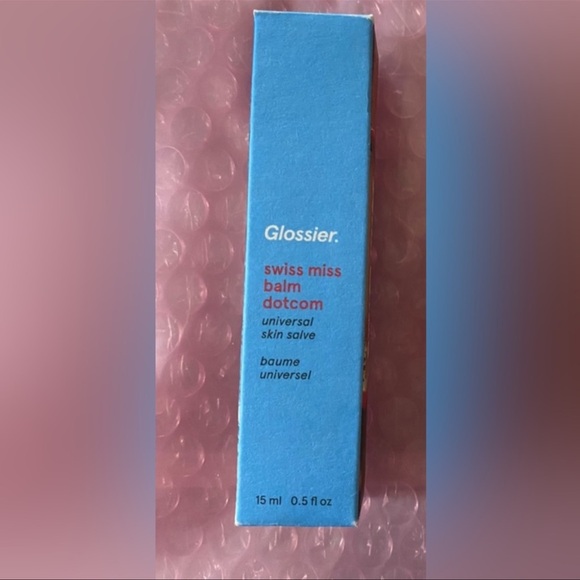 Glossier.
swiss miss
balm
dotcom
universal
skin salve
baume
universel
15 ml 0.5 fl oz